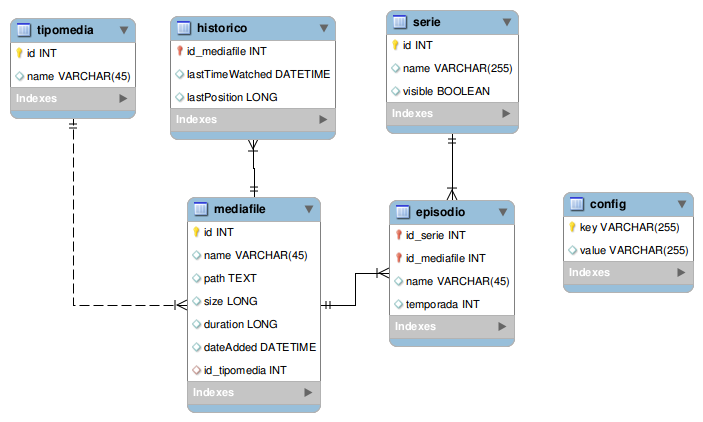 tipomedia
id INT
name VARCHAR(45)
Indexes
historico
id_mediafile INT
lastTimeWatched DATETIME
lastPosition LONG
Indexes
serie
id INT
name VARCHAR(255)
visible BOOLEAN
Indexes
mediafile
id INT
name VARCHAR(45)
path TEXT
size LONG
duration LONG
dateAdded DATETIME
id_tipomedia INT
Indexes
episodio
id_serie INT
id_mediafile INT
name VARCHAR(45)
temporada INT
Indexes
config
key VARCHAR(255)
value VARCHAR(255)
Indexes